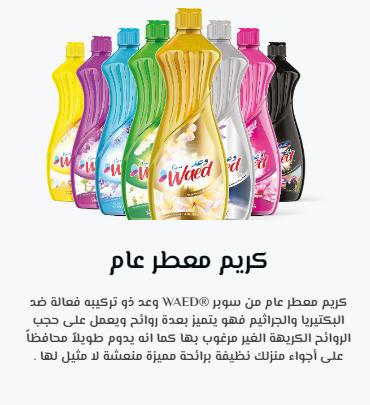 وعد
Waed
كريم معطر عام
كريم معطر عام من سوبر ®WAED وعد ذو تركيبه فعالة ضد
البكتيريا والجراثيم فهو يتميز بعدة روائح ويعمل على حجب
الروائح الكريهة الغير مرغوب بها كما انه يدوم طويلاً محافظاً
على أجواء منزلك نظيفة برائحة مميزة منعشة لا مثيل لها .